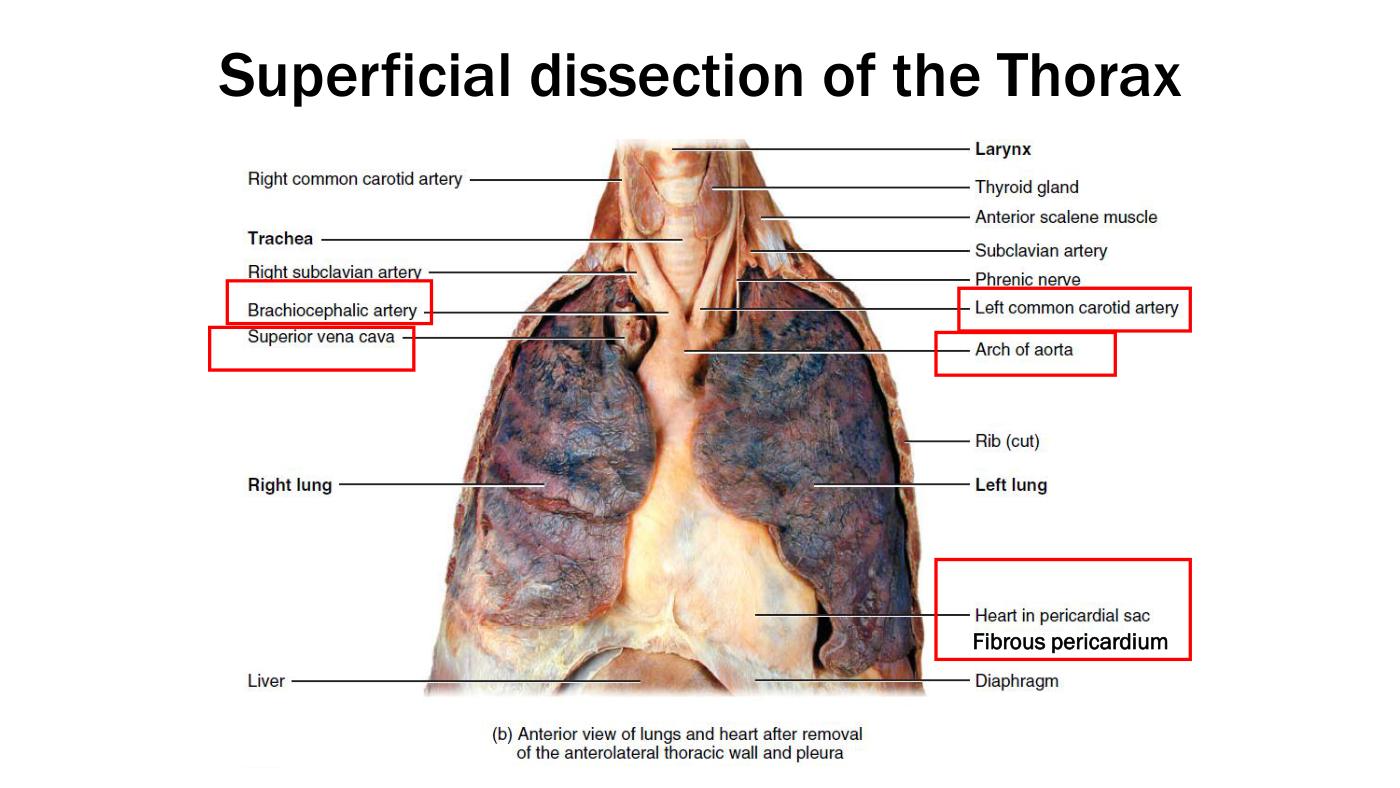 Superficial dissection of the Thorax
Right common carotid artery
Trachea
Right subclavian artery
Brachiocephalic artery
Superior vena cava
Right lung
Liver
Larynx
Thyroid gland
Anterior scalene muscle
Subclavian artery
Phrenic nerve
Left common carotid artery
Arch of aorta
Rib (cut)
Left lung
Heart in pericardial sac
Fibrous pericardium
Diaphragm
(b) Anterior view of lungs and heart after removal
of the anterolateral thoracic wall and pleura